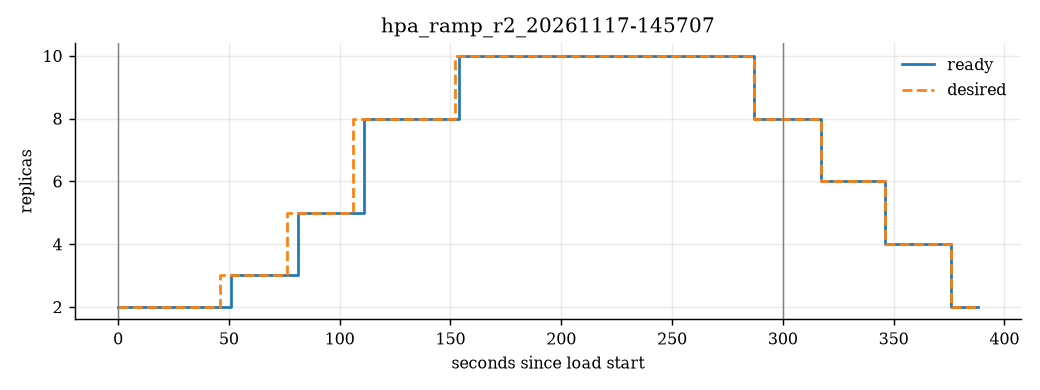 hpa_ramp_r2_20261117-145707
10
8
6
4
2
replicas
ready
desired
0 50 100 150 200 250 300 350 400
seconds since load start